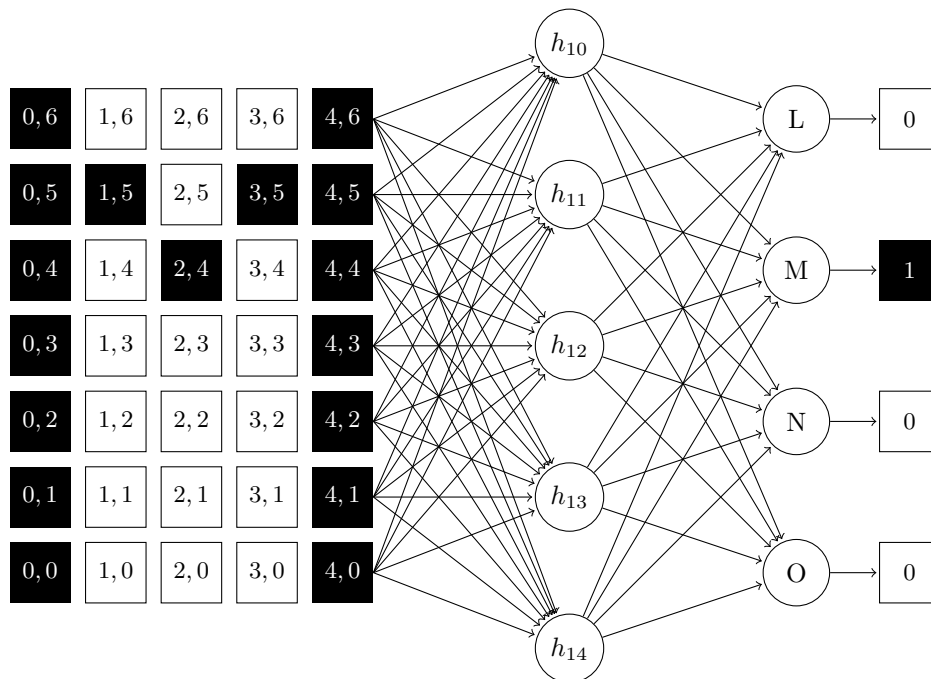 h10
0, 6 1, 6 2, 6 3, 6 4, 6 L 0
0, 5 1, 5 2, 5 3, 5 4, 5 h11
0, 4 1, 4 2, 4 3, 4 4, 4 M 1
0, 3 1, 3 2, 3 3, 3 4, 3 h12
0, 2 1, 2 2, 2 3, 2 4, 2 N 0
0, 1 1, 1 2, 1 3, 1 4, 1 h13
0, 0 1, 0 2, 0 3, 0 4, 0 O 0
h14